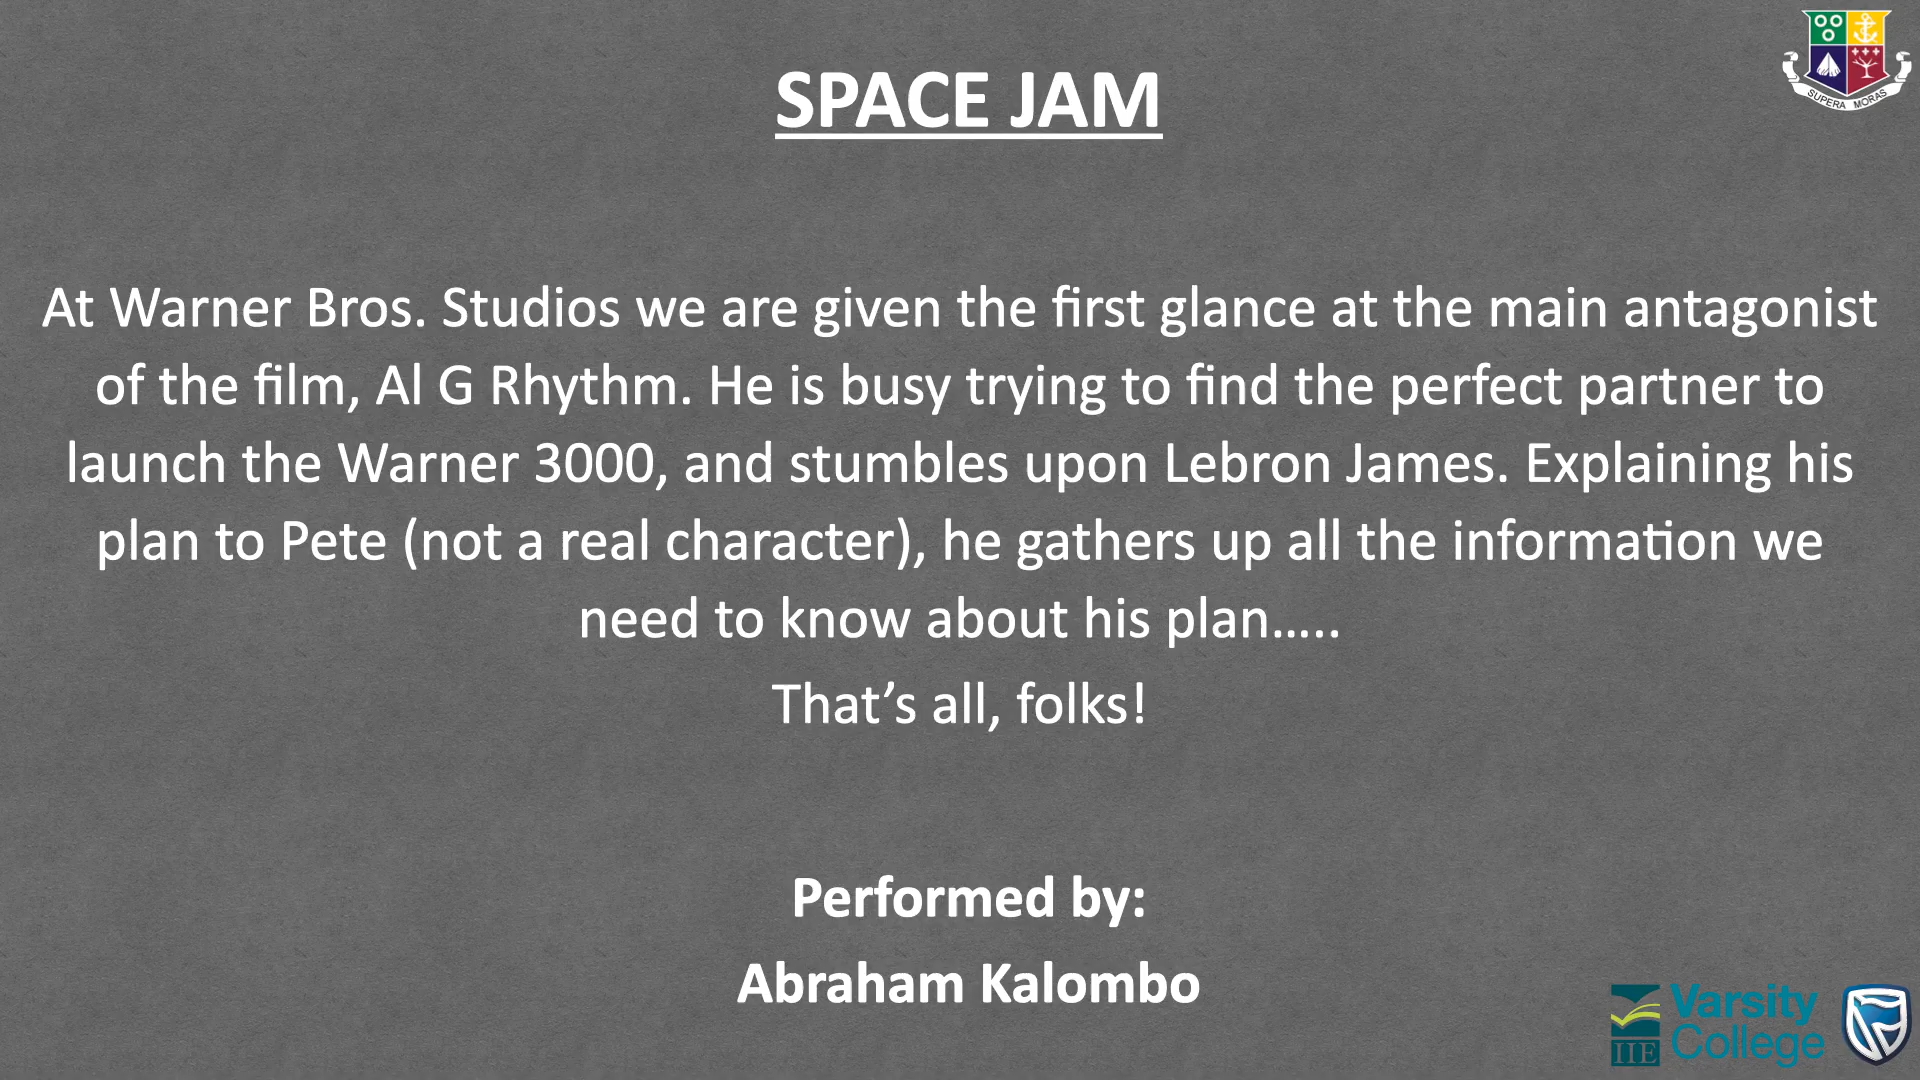 SPACE JAM
SUPERA MORAS
At Warner Bros. Studios we are given the first glance at the main antagonist
of the film, Al G Rhythm. He is busy trying to find the perfect partner to
launch the Warner 3000, and stumbles upon Lebron James. Explaining his
plan to Pete (not a real character), he gathers up all the information we
need to know about his plan…..
That’s all, folks!
Performed by:
Abraham Kalombo
Varsity
College
IIE